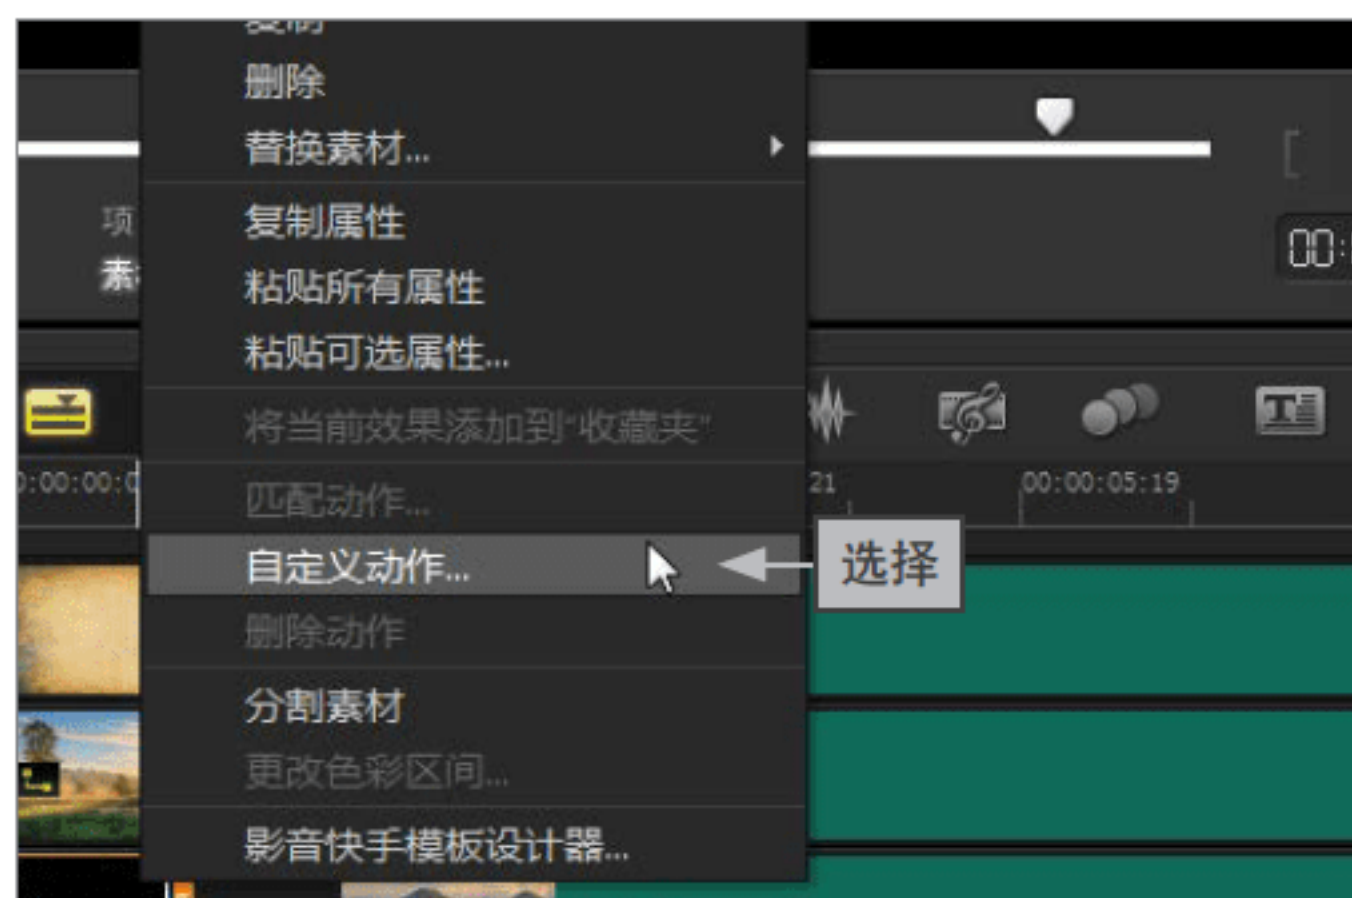 复制
删除
替换素材...
项
复制属性
素
粘贴所有属性
00:
粘贴可选属性...
将当前效果添加到“收藏夹”
:00:00:0
21
00:00:05:19
匹配动作...
自定义动作...
选择
删除动作
分割素材
更改色彩区间...
影音快手模板设计器...